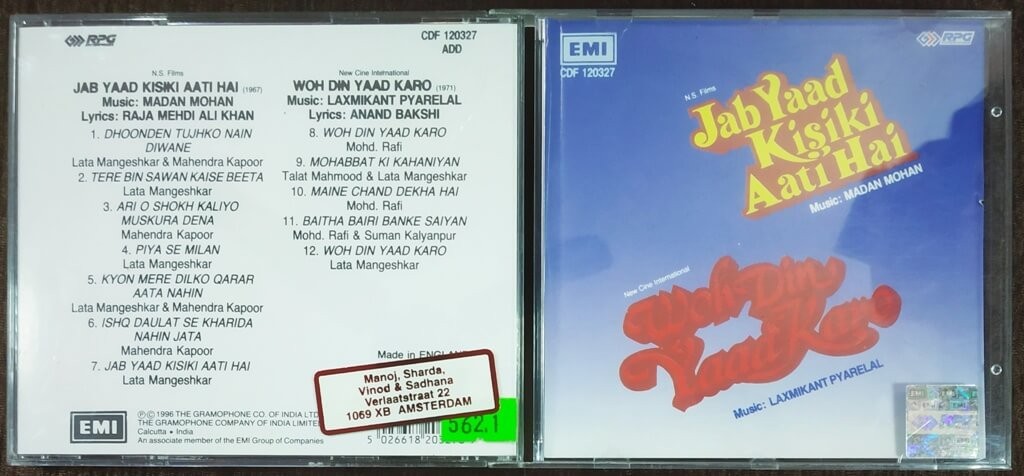 RPG
CDF 120327
ADD
N.S. Films
JAB YAAD KISIKI AATI HAI (1967)
Music: MADAN MOHAN
Lyrics: RAJA MEHDI ALI KHAN
1. DHOONDEN TUJHKO NAIN
DIWANE
Lata Mangeshkar & Mahendra Kapoor
2. TERE BIN SAWAN KAISE BEETA
Lata Mangeshkar
3. ARI O SHOKH KALIYO
MUSKURA DENA
Mahendra Kapoor
4. PIYA SE MILAN
Lata Mangeshkar
5. KYON MERE DILKO QARAR
AATA NAHIN
Lata Mangeshkar & Mahendra Kapoor
6. ISHQ DAULAT SE KHARIDA
NAHIN JATA
Mahendra Kapoor
7. JAB YAAD KISIKI AATI HAI
Lata Mangeshkar
New Cine International
WOH DIN YAAD KARO (1971)
Music: LAXMIKANT PYARELAL
Lyrics: ANAND BAKSHI
8. WOH DIN YAAD KARO
Mohd. Rafi
9. MOHABBAT KI KAHANIYAN
Talat Mahmood & Lata Mangeshkar
10. MAINE CHAND DEKHA HAI
Mohd. Rafi
11. BAITHA BAIRI BANKE SAIYAN
Mohd. Rafi & Suman Kalyanpur
12. WOH DIN YAAD KARO
Lata Mangeshkar
Made in
Manoj, Sharda,
Vinod & Sadhana
Verlaatstraat 22
1069 XB AMSTERDAM
562.1
EMI
℗© 1996 THE GRAMOPHONE CO. OF INDIA LTD
THE GRAMOPHONE COMPANY OF INDIA
Calcutta • India
An associate member of the EMI Group of Companies
5 026618
EMI
CDF 120327
RPG
N.S. Films
Jab Yaad
Kisiki
Aati Hai
Music: MADAN MOHAN
New Cine International
Woh Din
Yaad Karo
Music: LAXMIKANT PYARELAL